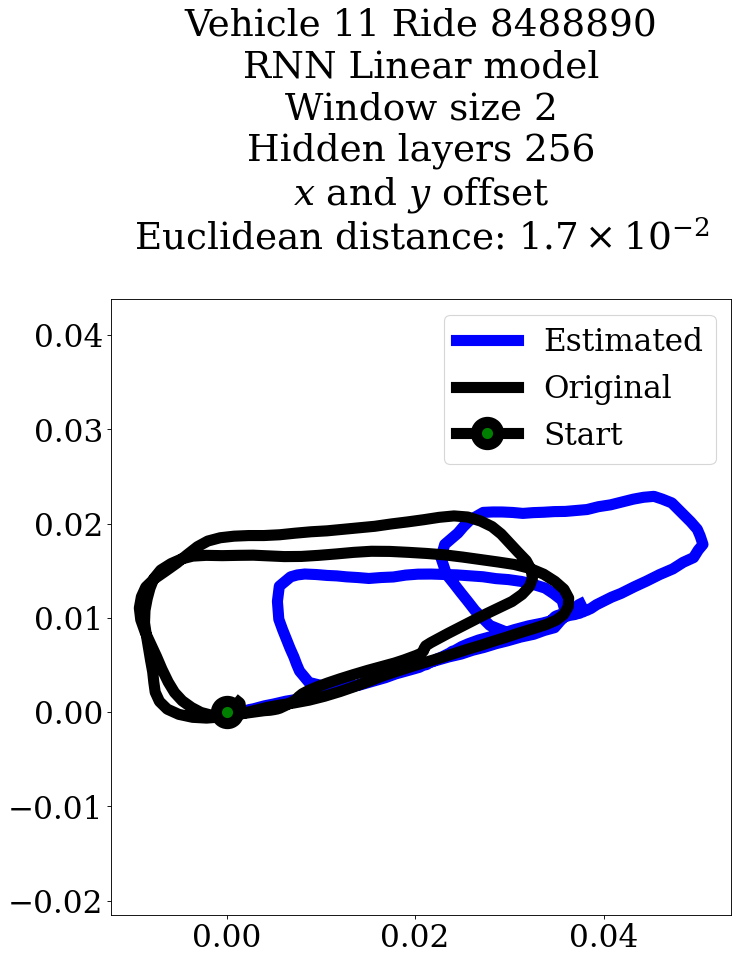 Vehicle 11 Ride 8488890
RNN Linear model
Window size 2
Hidden layers 256
x and y offset
Euclidean distance: 1.7 × 10⁻²
Estimated
Original
Start
0.04
0.03
0.02
0.01
0.00
−0.01
−0.02
0.00 0.02 0.04